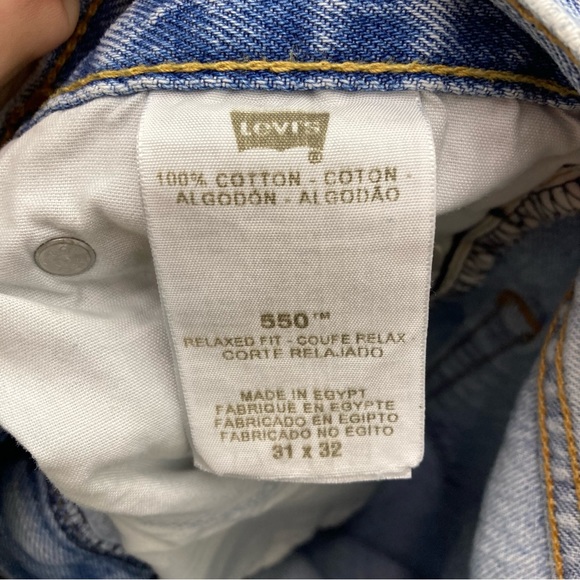 Levi's
®
100% COTTON - COTON -
ALGODÓN - ALGODÃO
550™
RELAXED FIT - COUPE RELAX -
CORTE RELAJADO
MADE IN EGYPT
FABRIQUE EN EGYPTE
FABRICADO EN EGIPTO
FABRICADO NO EGITO
31 x 32